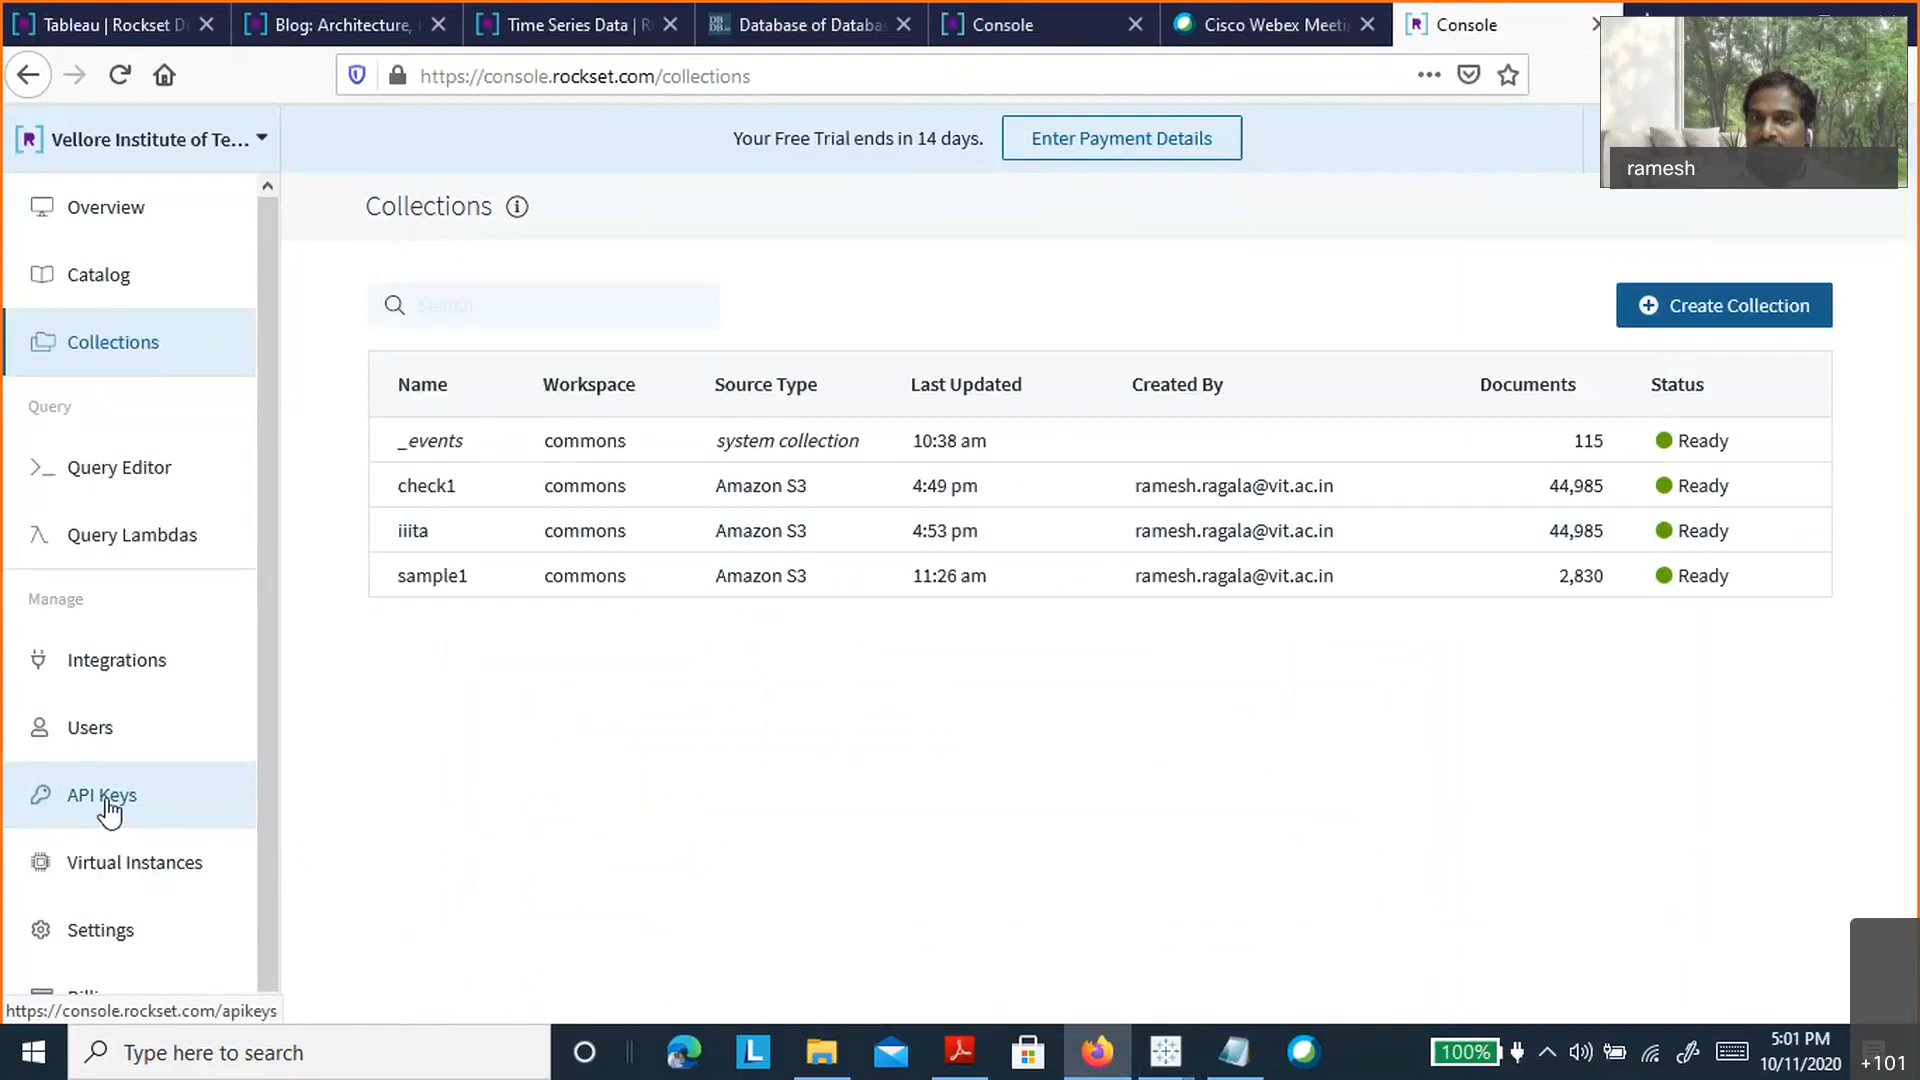 Tableau | Rockset D
Blog: Architecture,
Time Series Data | R
Database of Databa
Console
Cisco Webex Meeti
Console
https://console.rockset.com/collections
Vellore Institute of Te...
Your Free Trial ends in 14 days.
Enter Payment Details
ramesh
Overview
Catalog
Collections
Query
Query Editor
Query Lambdas
Manage
Integrations
Users
API Keys
Virtual Instances
Settings
https://console.rockset.com/apikeys
Collections
Search
Create Collection
Name Workspace Source Type Last Updated Created By Documents Status
_events commons system collection 10:38 am 115 Ready
check1 commons Amazon S3 4:49 pm ramesh.ragala@vit.ac.in 44,985 Ready
iiita commons Amazon S3 4:53 pm ramesh.ragala@vit.ac.in 44,985 Ready
sample1 commons Amazon S3 11:26 am ramesh.ragala@vit.ac.in 2,830 Ready
Type here to search
L
100%
5:01 PM
10/11/2020
+101